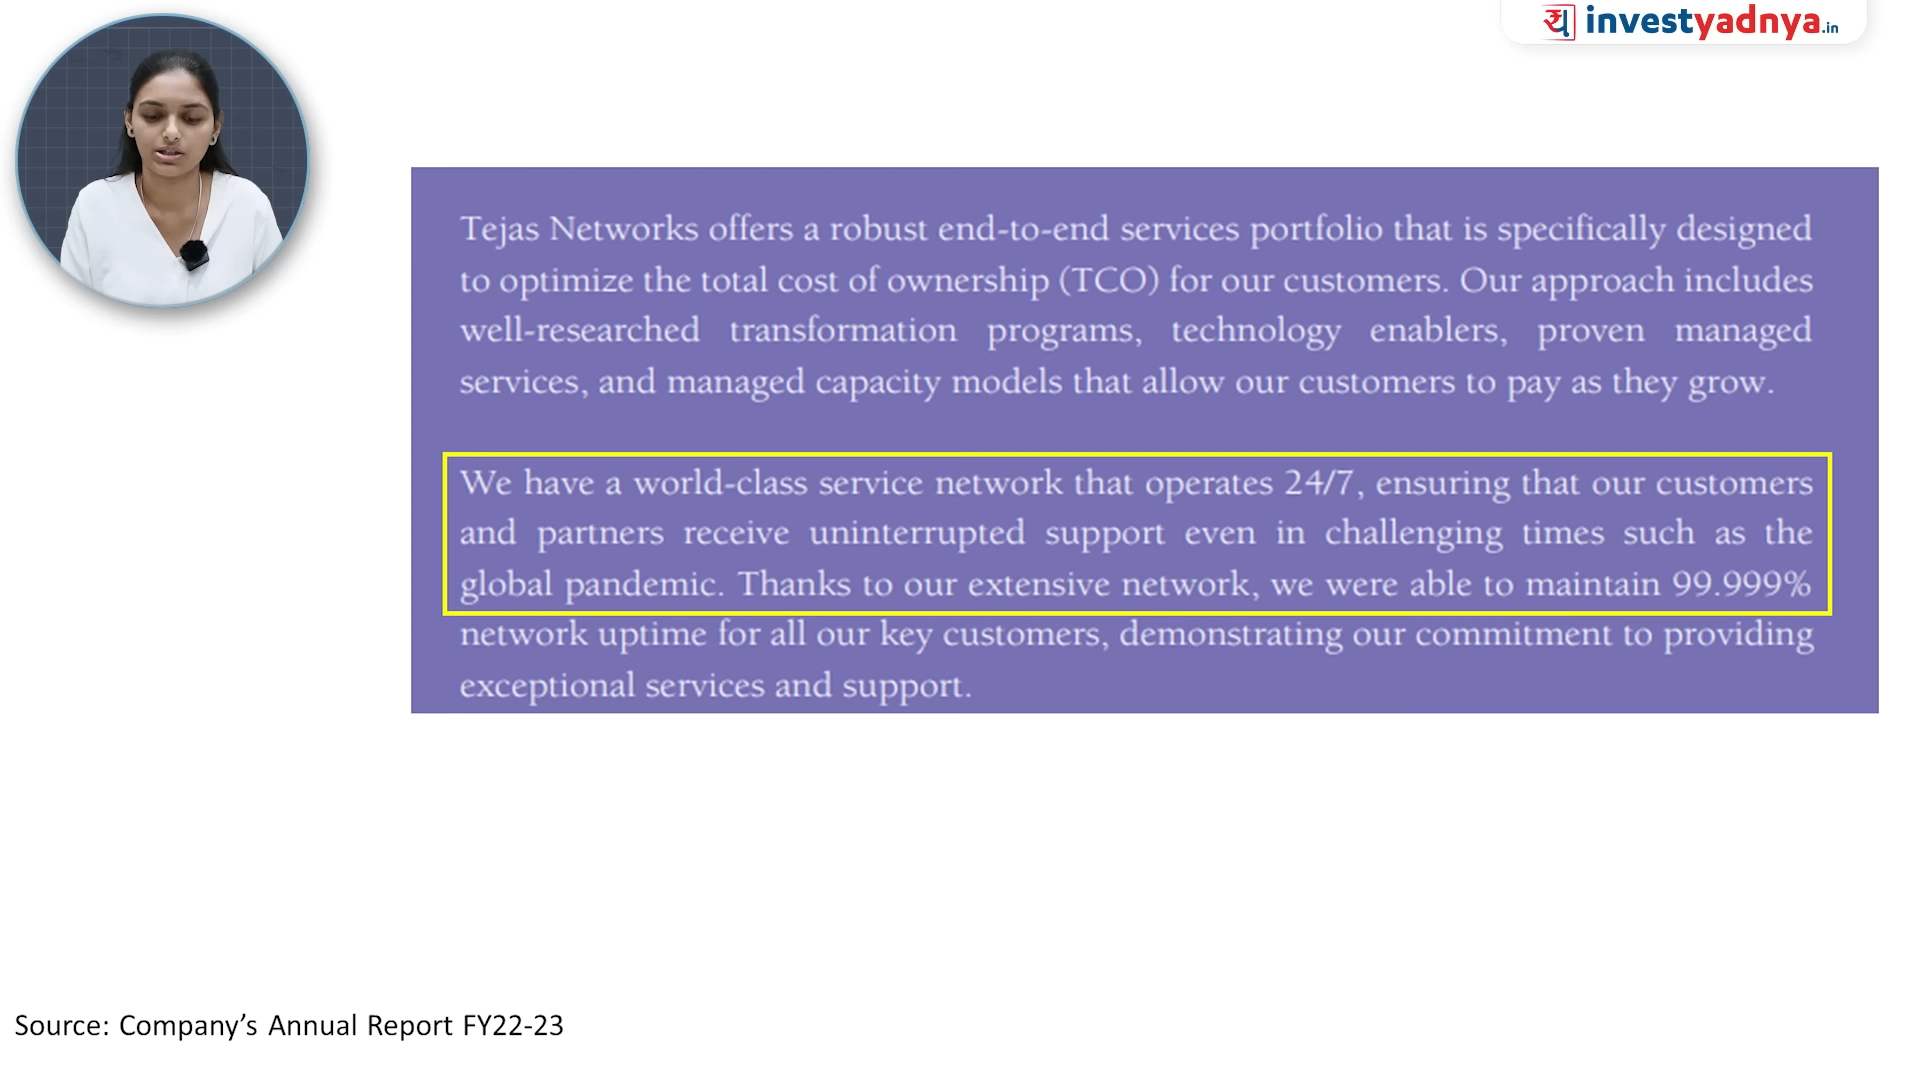 य investyadnya.in
Tejas Networks offers a robust end-to-end services portfolio that is specifically designed
to optimize the total cost of ownership (TCO) for our customers. Our approach includes
well-researched transformation programs, technology enablers, proven managed
services, and managed capacity models that allow our customers to pay as they grow.
We have a world-class service network that operates 24/7, ensuring that our customers
and partners receive uninterrupted support even in challenging times such as the
global pandemic. Thanks to our extensive network, we were able to maintain 99.999%
network uptime for all our key customers, demonstrating our commitment to providing
exceptional services and support.
Source: Company’s Annual Report FY22-23